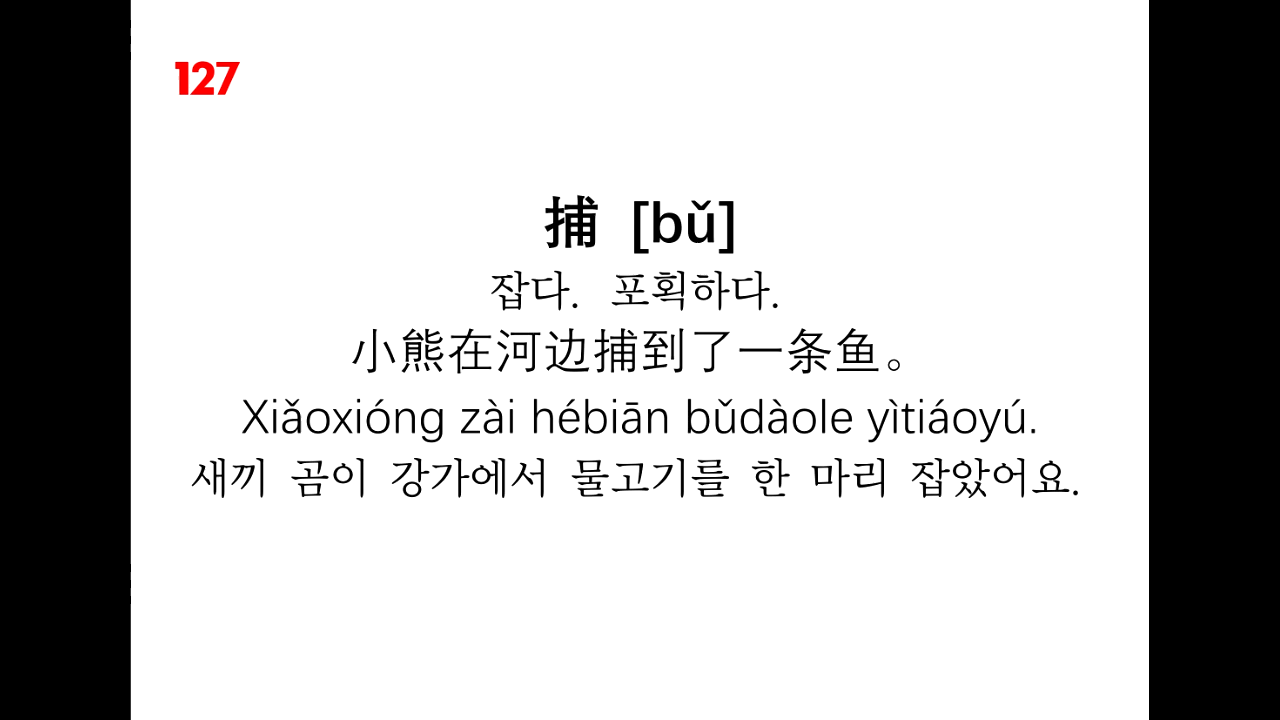 127
捕 [bǔ]
잡다. 포획하다.
小熊在河边捕到了一条鱼。
Xiǎoxióng zài hébiān bǔdàole yìtiáoyú.
새끼 곰이 강가에서 물고기를 한 마리 잡았어요.